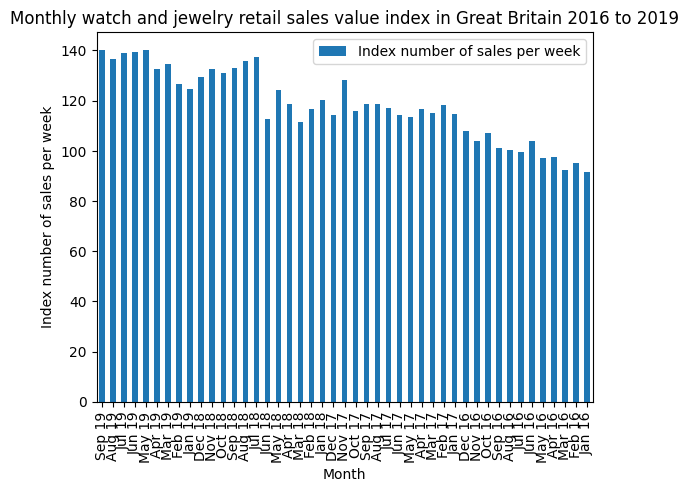 Monthly watch and jewelry retail sales value index in Great Britain 2016 to 2019
Index number of sales per week
Index number of sales per week
140
120
100
80
60
40
20
0
Sep 19
Aug 19
Jul 19
Jun 19
May 19
Apr 19
Mar 19
Feb 19
Jan 19
Dec 18
Nov 18
Oct 18
Sep 18
Aug 18
Jul 18
Jun 18
May 18
Apr 18
Mar 18
Feb 18
Jan 18
Dec 17
Nov 17
Oct 17
Sep 17
Aug 17
Jul 17
Jun 17
May 17
Apr 17
Mar 17
Feb 17
Jan 17
Dec 16
Nov 16
Oct 16
Sep 16
Aug 16
Jul 16
Jun 16
May 16
Apr 16
Mar 16
Feb 16
Jan 16
Month